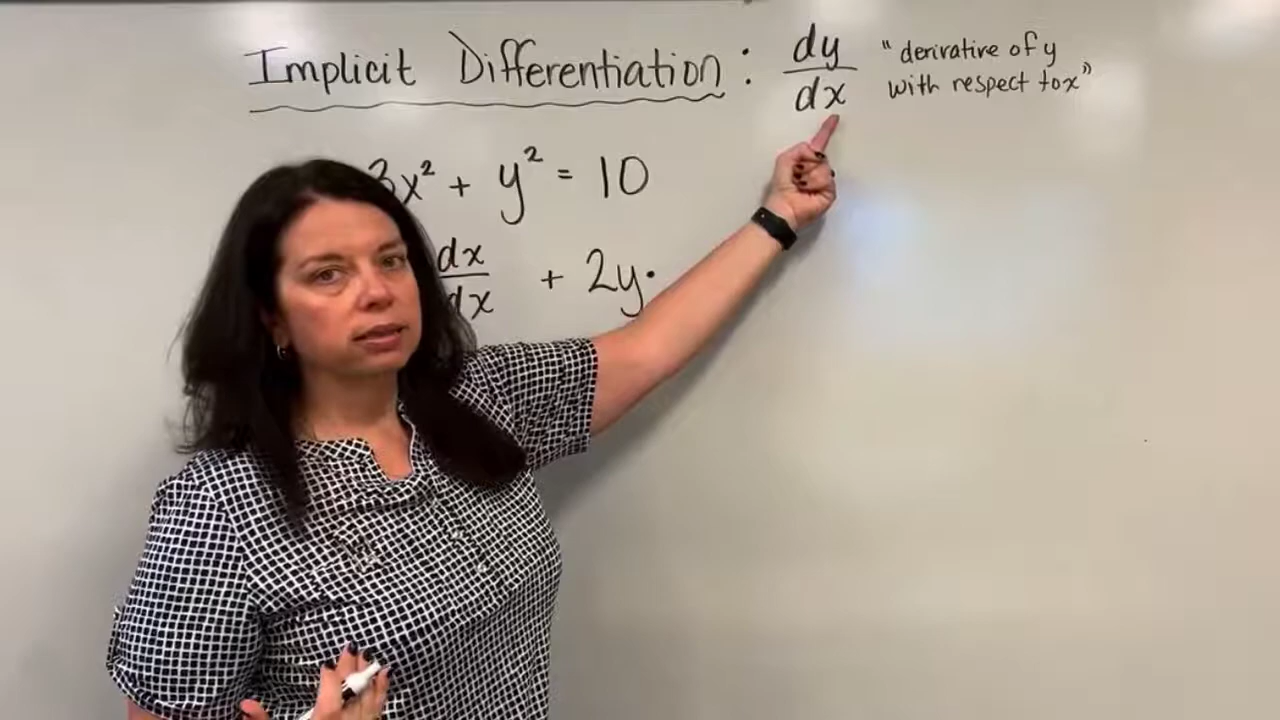 Implicit Differentiation : dy/dx "derivative of y
with respect to x"
3x² + y² = 10
dx/dx + 2y·